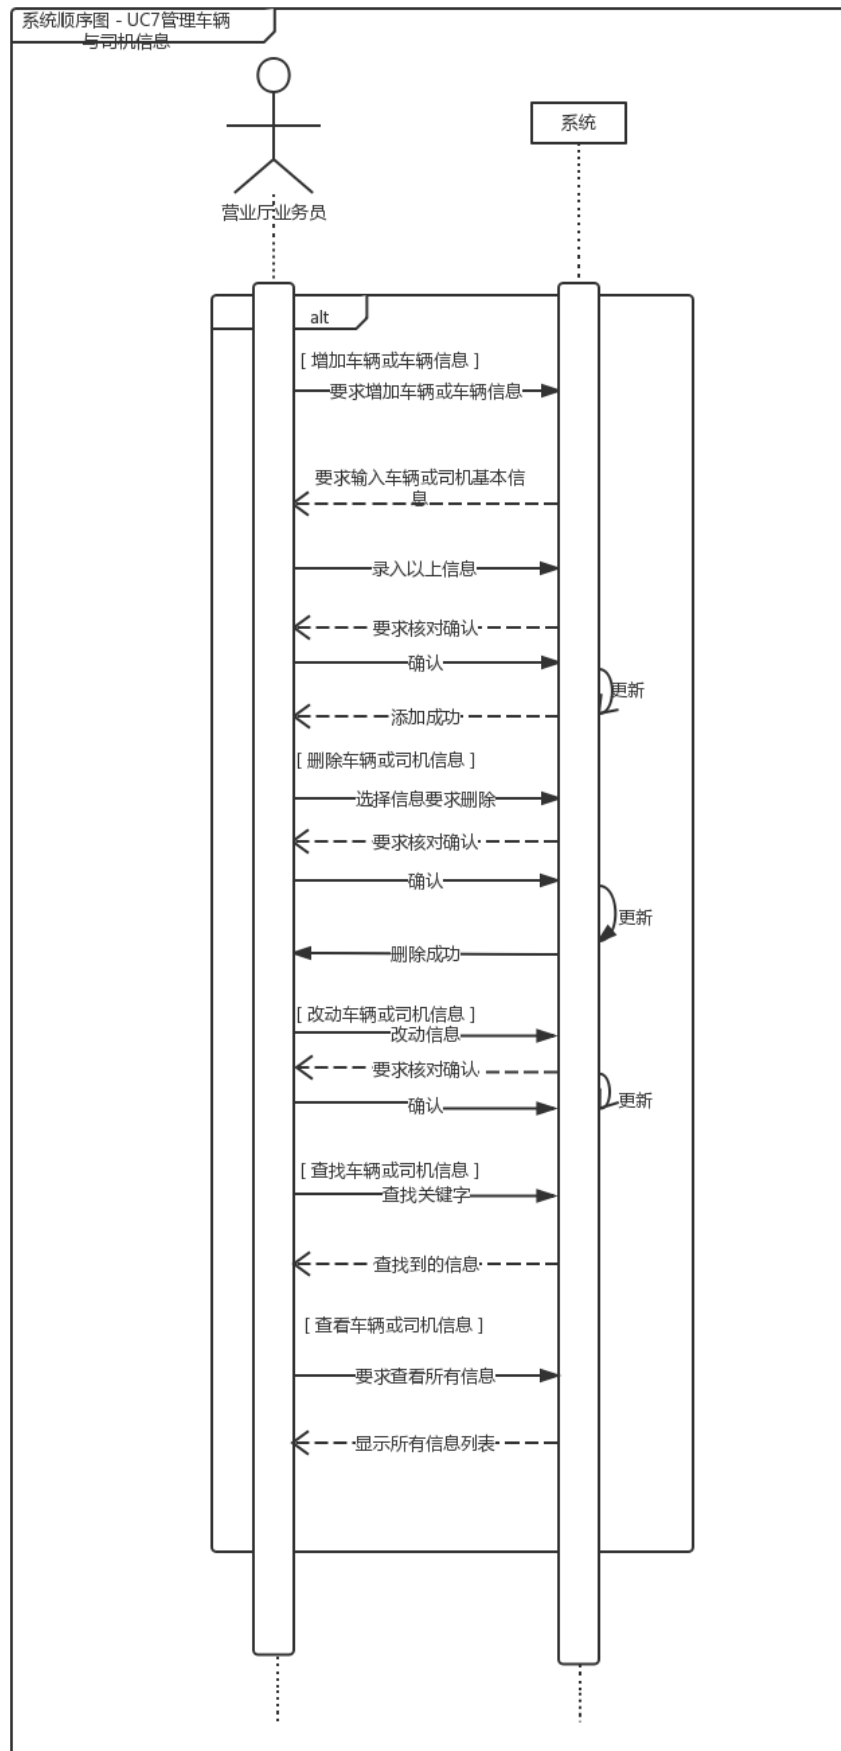 系统顺序图 - UC7管理车辆
与司机信息
系统
营业厅业务员
alt
[ 增加车辆或车辆信息 ]
要求增加车辆或车辆信息
要求输入车辆或司机基本信
息
录入以上信息
要求核对确认
确认
更新
添加成功
[ 删除车辆或司机信息 ]
选择信息要求删除
要求核对确认
确认
更新
删除成功
[ 改动车辆或司机信息 ]
改动信息
要求核对确认
更新
确认
[ 查找车辆或司机信息 ]
查找关键字
查找到的信息
[ 查看车辆或司机信息 ]
要求查看所有信息
显示所有信息列表